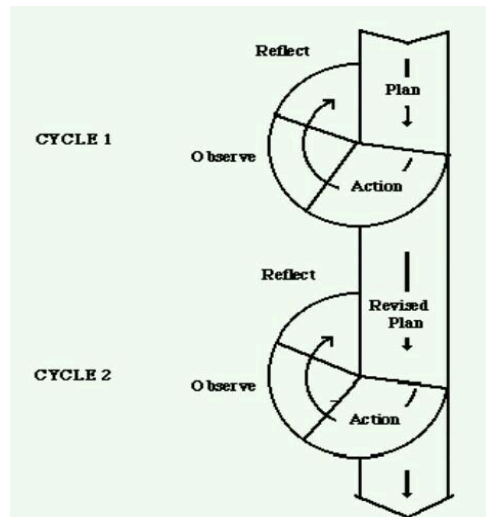 Reflect
Plan
CYCLE 1
Observe
Action
Reflect
Revised
Plan
CYCLE 2
Observe
Action